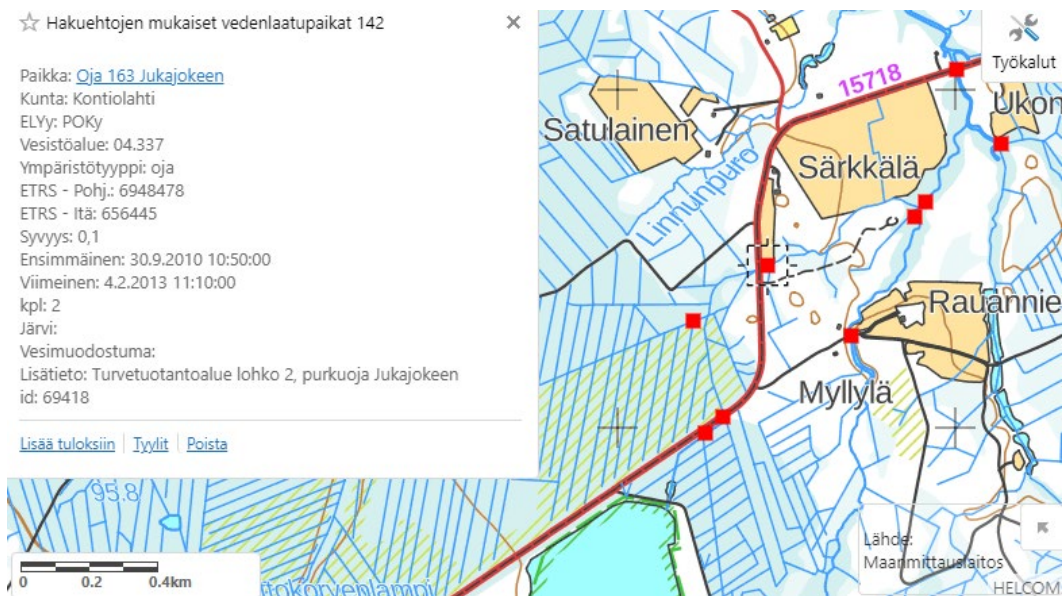 Hakuehtojen mukaiset vedenlaatupaikat 142
Paikka: Oja 163 Jukajokeen
Kunta: Kontiolahti
ELYy: POKy
Vesistöalue: 04.337
Ympäristötyyppi: oja
ETRS - Pohj.: 6948478
ETRS - Itä: 656445
Syvyys: 0,1
Ensimmäinen: 30.9.2010 10:50:00
Viimeinen: 4.2.2013 11:10:00
kpl: 2
Järvi:
Vesimuodostuma:
Lisätieto: Turvetuotantoalue lohko 2, purkuoja Jukajokeen
id: 69418
Lisää tuloksiin
Tyylit
Poista
Työkalut
15718
Ukon
Satulainen
Särkkälä
Linnunpuro
Rauannie
Myllylä
95.8
0 0.2 0.4km
Lähde:
Maanmittauslaitos
HELCOM